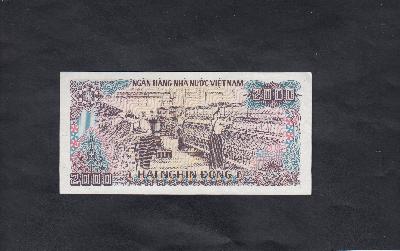 NGÂN HÀNG NHÀ NƯỚC VIỆT NAM
2000
2000
HAI NGHÌN ĐỒNG